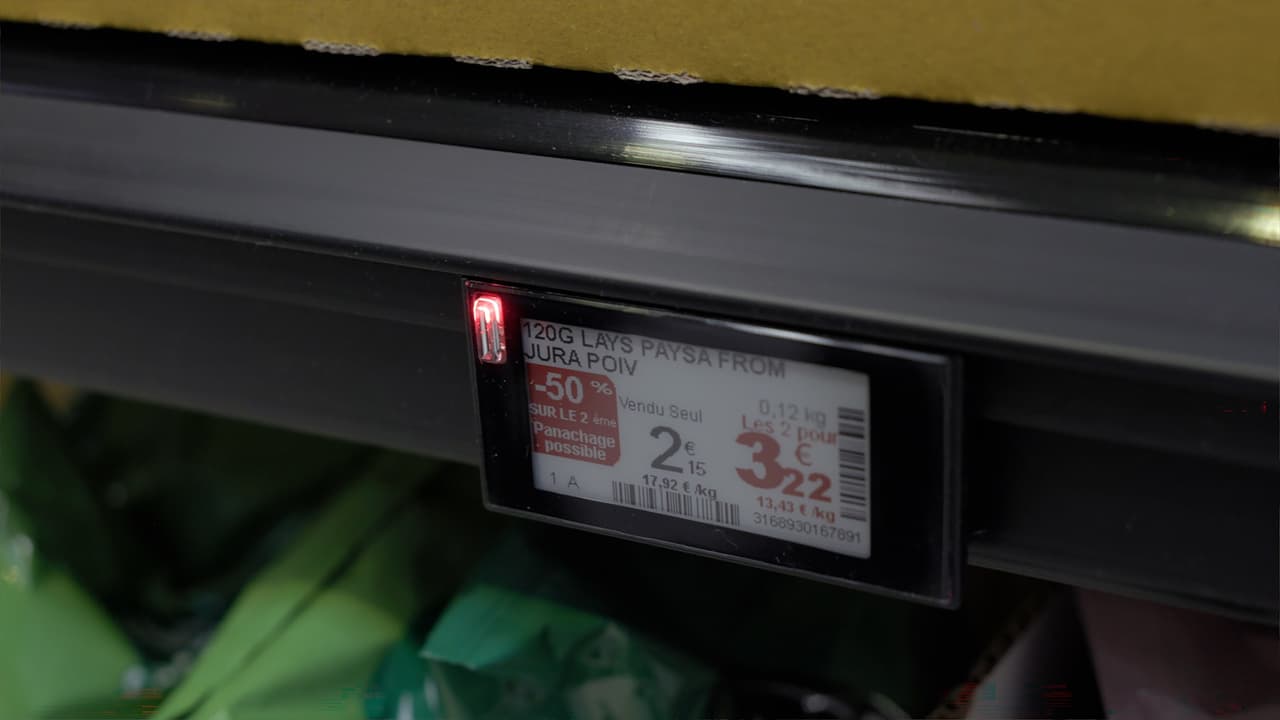 120G LAYS PAYSA FROM
JURA POIV
-50 %
SUR LE 2 ème
Panachage
possible
1 A
Vendu Seul
2€15
17,92 € /kg
0,12 kg
Les 2 pour
3€22
13,43 € /kg
3168930167891